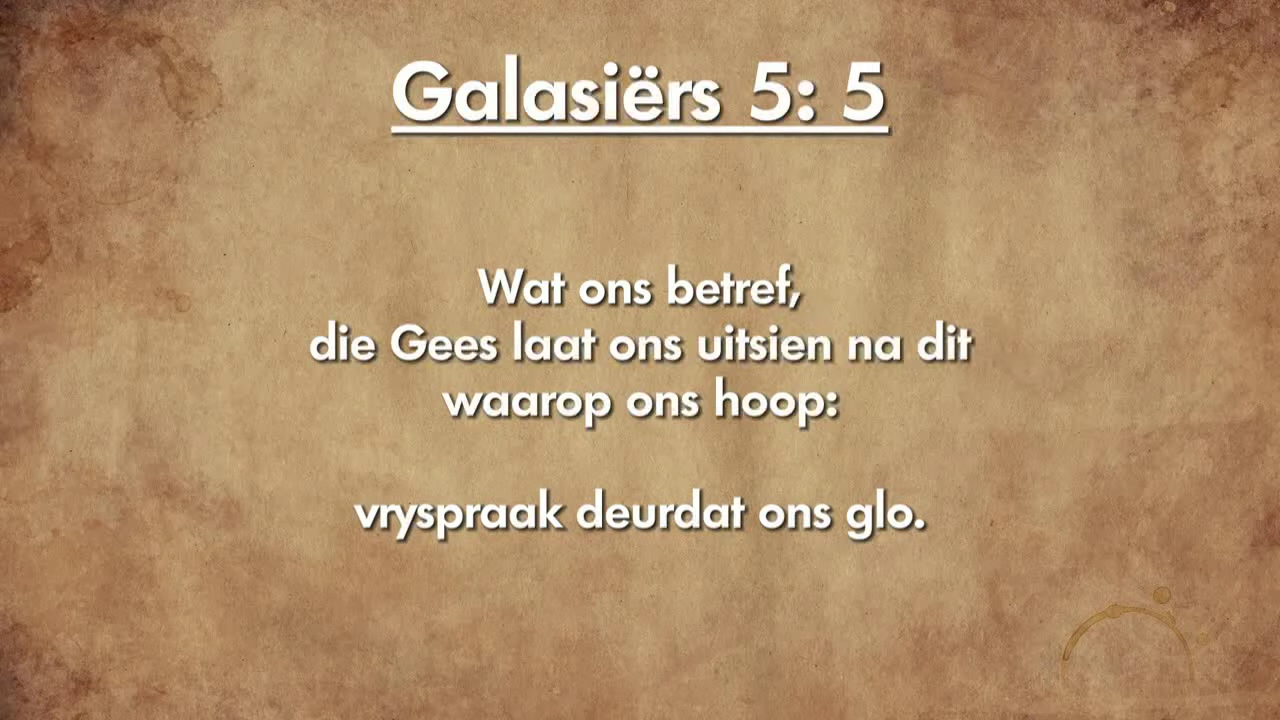 Galasiërs 5: 5
Wat ons betref,
die Gees laat ons uitsien na dit
waarop ons hoop:
vryspraak deurdat ons glo.